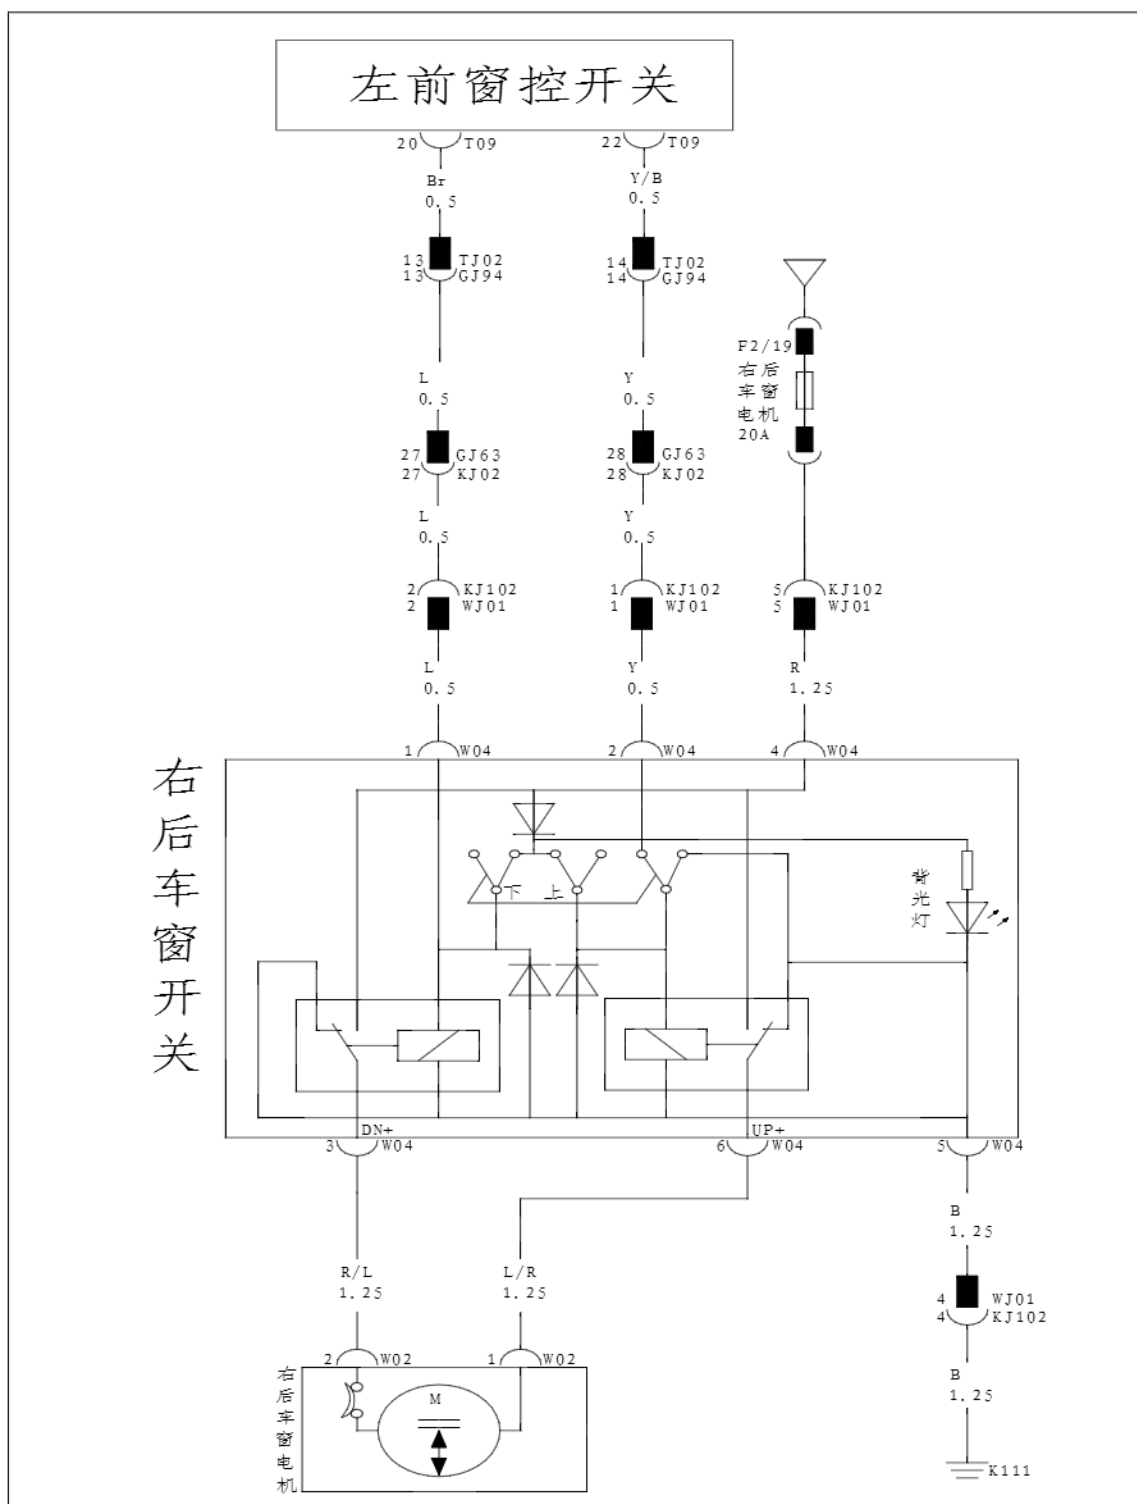 左前窗控开关
20 T09 22 T09
Br Y/B
0.5 0.5
13 TJ02 14 TJ02
13 GJ94 14 GJ94
F2/19
右后
车窗
电机
20A
L Y
0.5 0.5
27 GJ63 28 GJ63
27 KJ02 28 KJ02
L Y
0.5 0.5
2 KJ102 1 KJ102 5 KJ102
2 WJ01 1 WJ01 5 WJ01
L Y R
0.5 0.5 1.25
1 W04 2 W04 4 W04
右后车窗开关
下 上
背光灯
DN+ UP+
3 W04 6 W04 5 W04
B
1.25
R/L L/R
1.25 1.25
4 WJ01
4 KJ102
2 W02 1 W02
右后车窗电机
M
B
1.25
K111